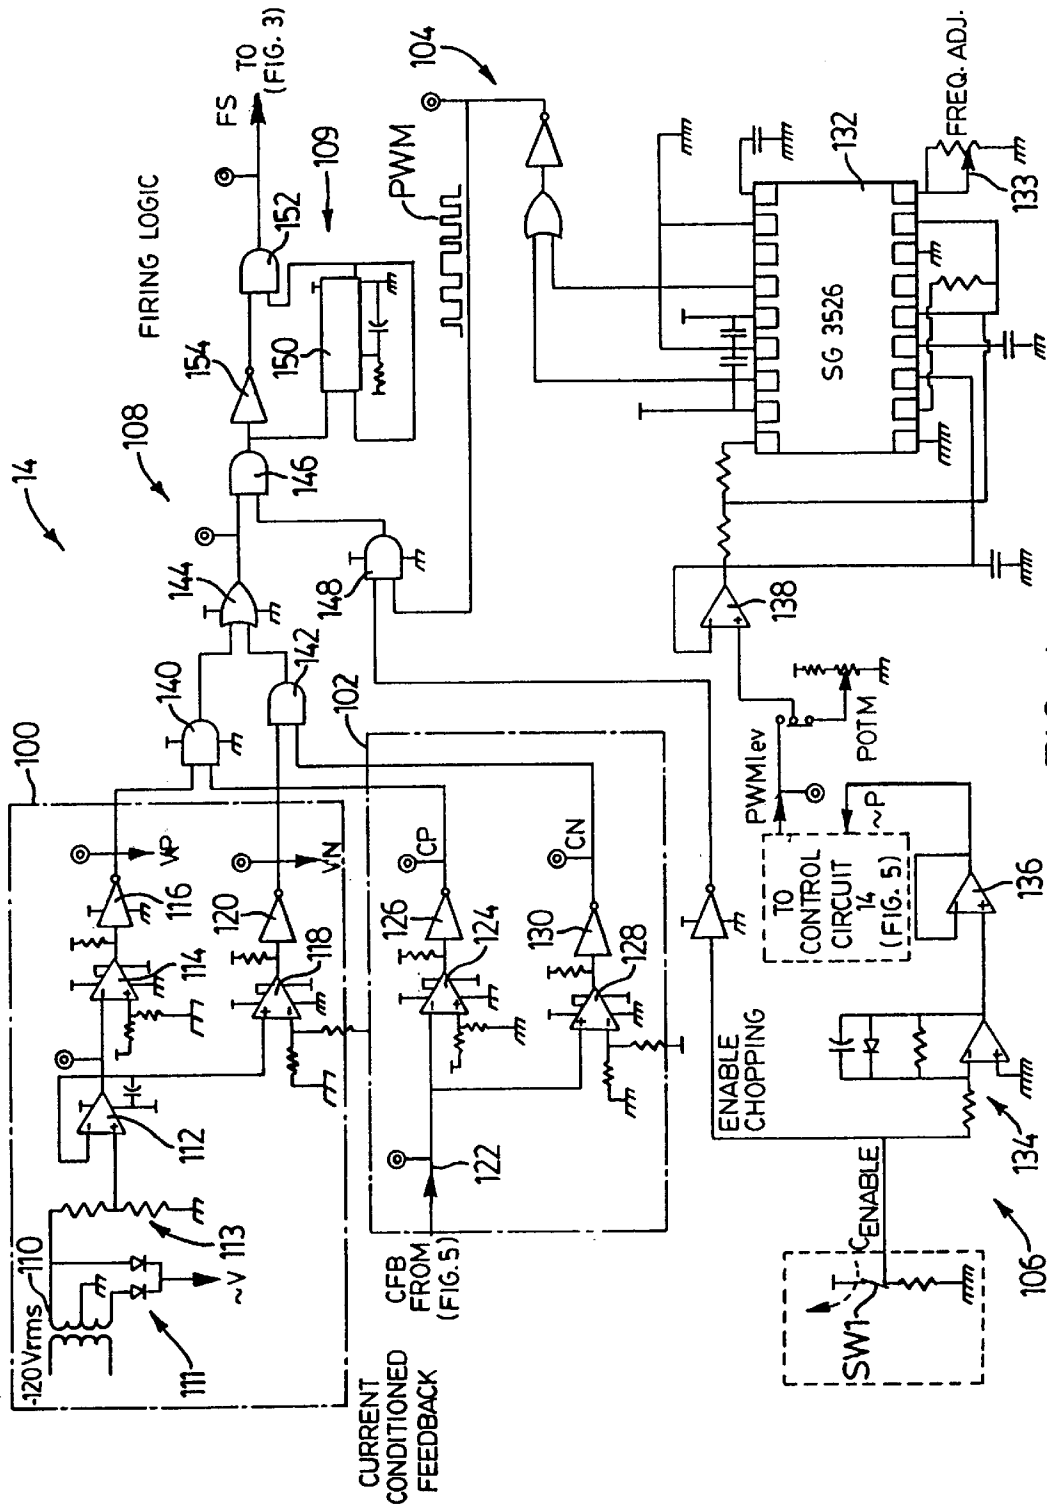 14
108
FIRING LOGIC
FS
TO
(FIG. 3)
109
152
154
150
146
148
144
140
142
PWM
104
100
-120Vrms
110
111
113
~V
112
114
116
VP
118
120
VN
102
CURRENT
CONDITIONED
FEEDBACK
CFB
FROM
(FIG. 5)
122
124
126
CP
128
130
CN
ENABLE
CHOPPING
SW1
CENABLE
106
134
136
~P
TO
CONTROL
CIRCUIT
14
(FIG. 5)
PWMlev
POTM
138
SG 3526
132
133
FREQ. ADJ.